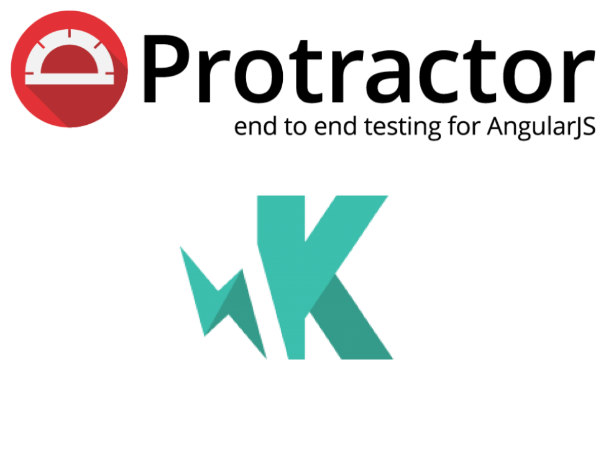 Protractor
end to end testing for AngularJS
K